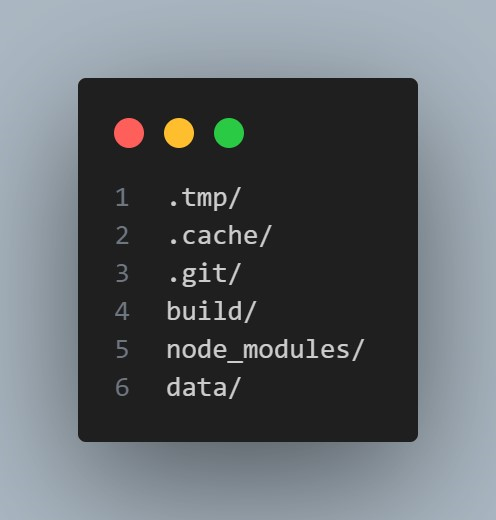 1 .tmp/
2 .cache/
3 .git/
4 build/
5 node_modules/
6 data/